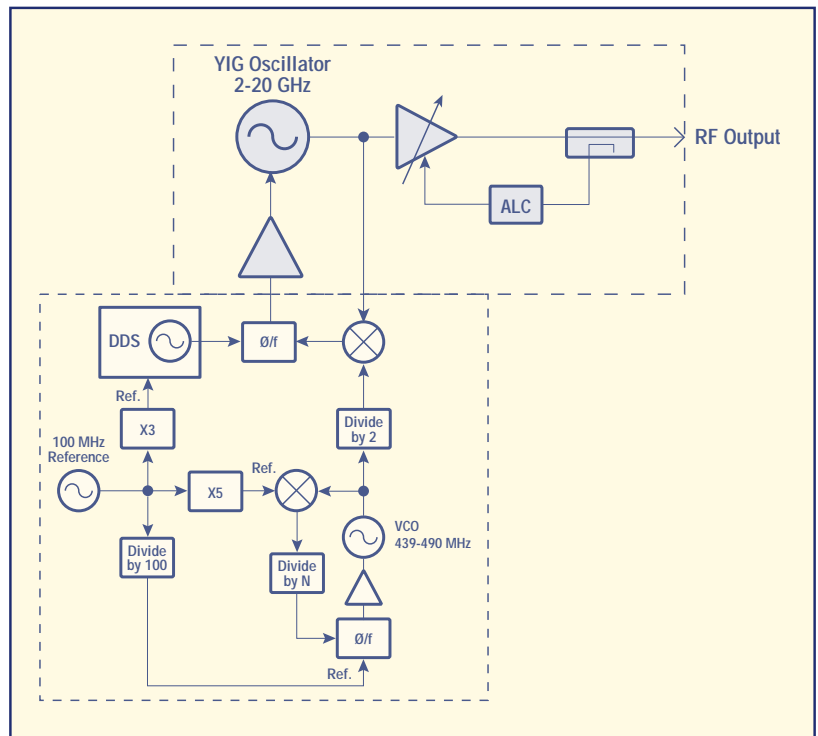 YIG Oscillator
2-20 GHz
RF Output
ALC
DDS
Ø/f
Ref.
X3
Divide
by 2
100 MHz
Reference
Ref.
X5
VCO
439-490 MHz
Divide
by 100
Divide
by N
Ø/f
Ref.